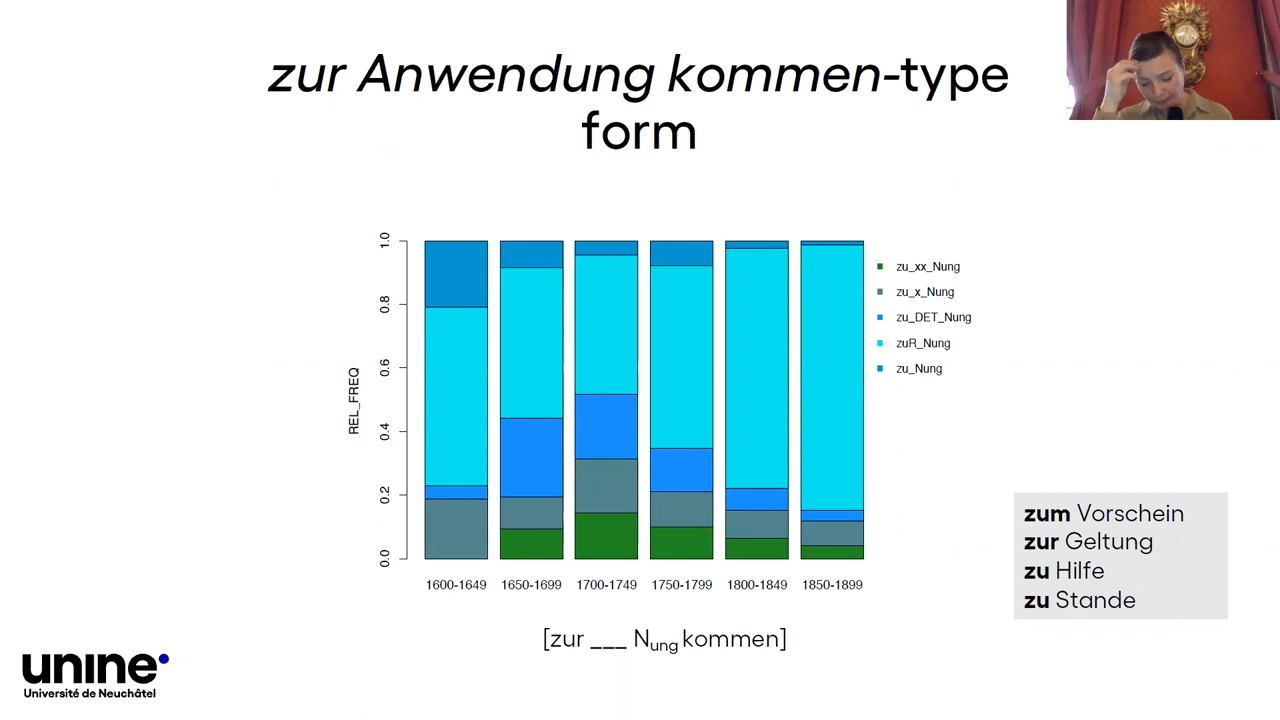 zur Anwendung kommen-type
form
1.0
0.8
0.6
0.4
0.2
0.0
REL_FREQ
zu_xx_Nung
zu_x_Nung
zu_DET_Nung
zuR_Nung
zu_Nung
1600-1649 1650-1699 1700-1749 1750-1799 1800-1849 1850-1899
[zur ___ Nung kommen]
zum Vorschein
zur Geltung
zu Hilfe
zu Stande
unine
Université de Neuchâtel